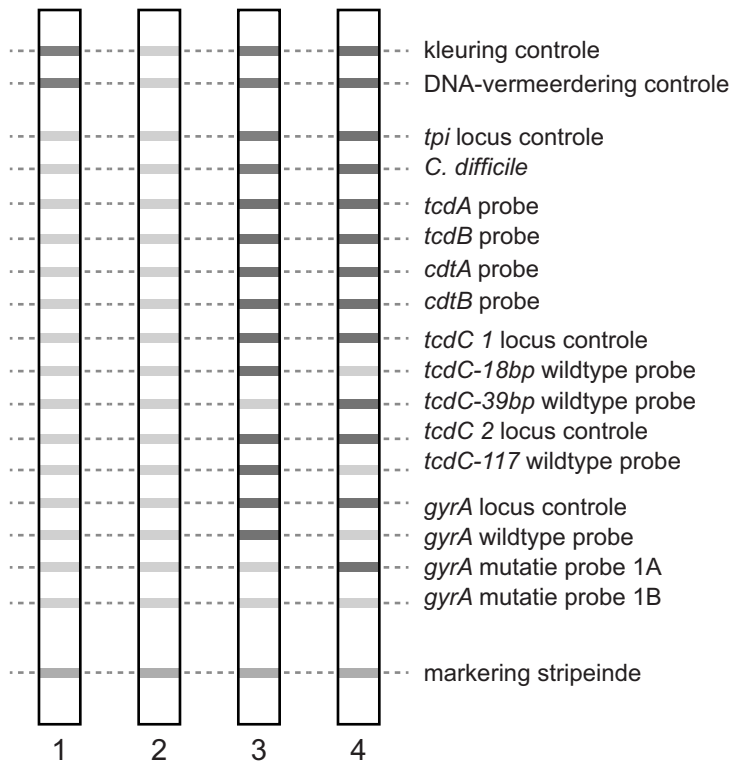 kleuring controle
DNA-vermeerdering controle
tpi locus controle
C. difficile
tcdA probe
tcdB probe
cdtA probe
cdtB probe
tcdC 1 locus controle
tcdC-18bp wildtype probe
tcdC-39bp wildtype probe
tcdC 2 locus controle
tcdC-117 wildtype probe
gyrA locus controle
gyrA wildtype probe
gyrA mutatie probe 1A
gyrA mutatie probe 1B
markering stripeinde
1 2 3 4